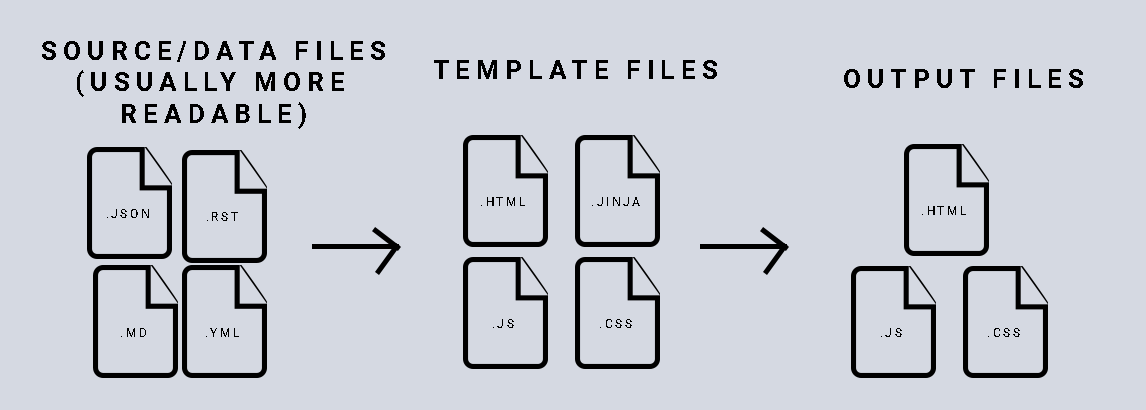 SOURCE/DATA FILES
(USUALLY MORE
READABLE)
.JSON
.RST
.MD
.YML
TEMPLATE FILES
.HTML
.JINJA
.JS
.CSS
OUTPUT FILES
.HTML
.JS
.CSS